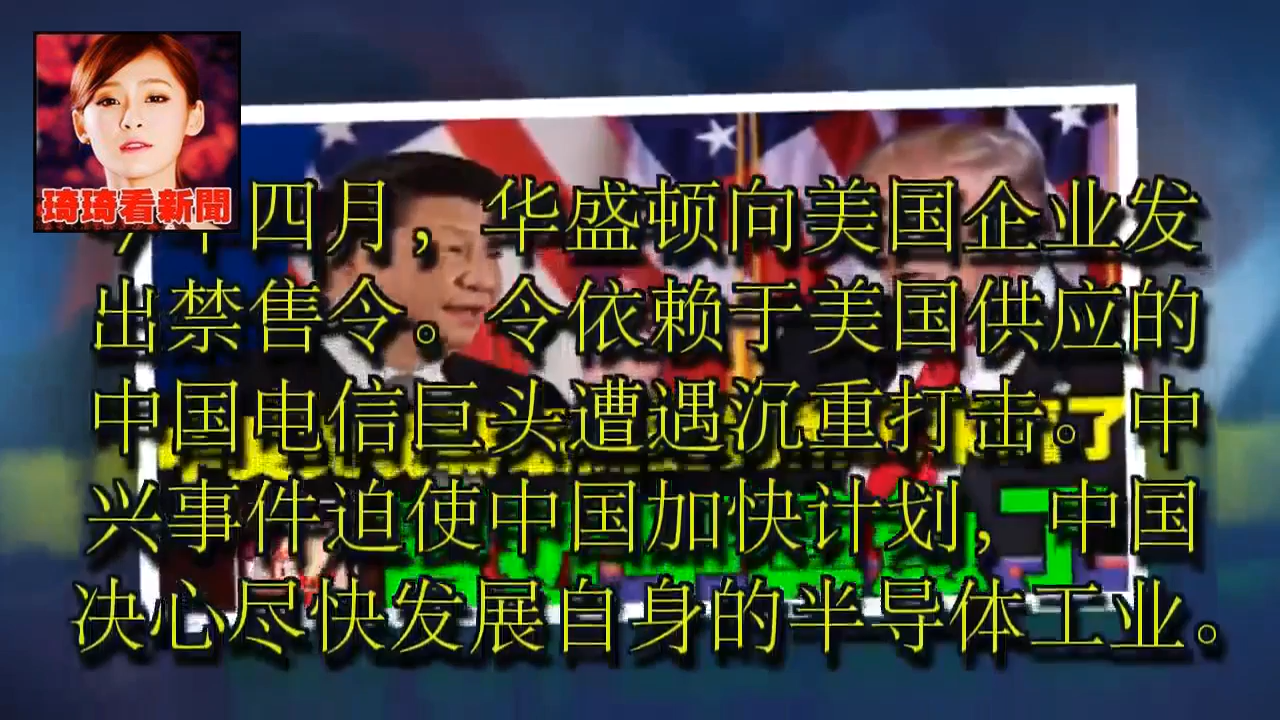 琦琦看新聞
四月，华盛顿向美国企业发
出禁售令。令依赖于美国供应的
中国电信巨头遭遇沉重打击。中
兴事件迫使中国加快计划，中国
决心尽快发展自身的半导体工业。